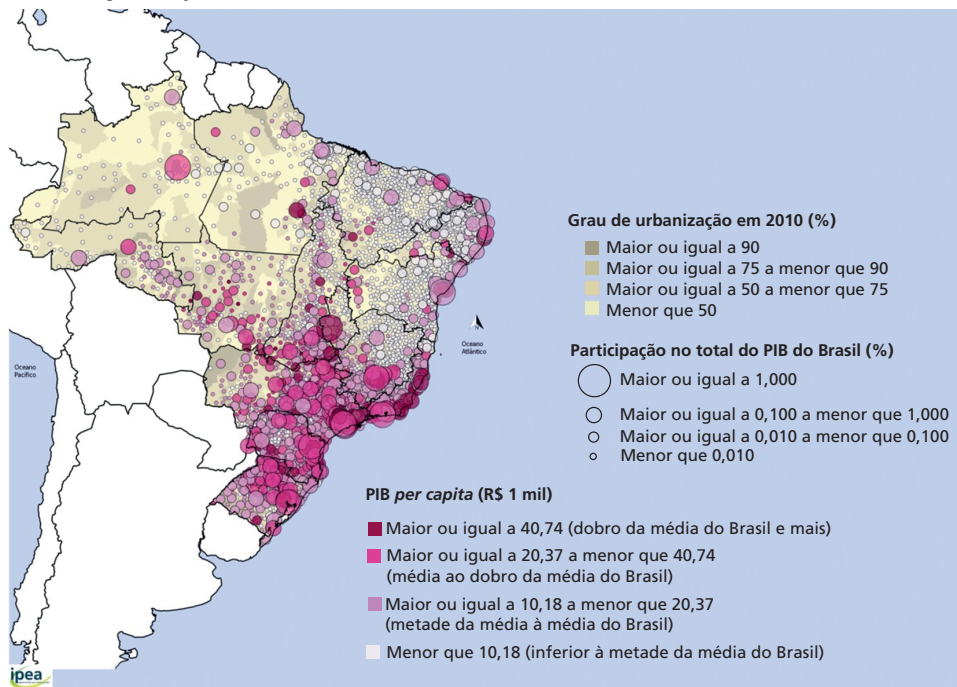 Oceano
Pacífico
Oceano
Atlântico
Grau de urbanização em 2010 (%)
Maior ou igual a 90
Maior ou igual a 75 a menor que 90
Maior ou igual a 50 a menor que 75
Menor que 50
Participação no total do PIB do Brasil (%)
Maior ou igual a 1,000
Maior ou igual a 0,100 a menor que 1,000
Maior ou igual a 0,010 a menor que 0,100
Menor que 0,010
PIB per capita (R$ 1 mil)
Maior ou igual a 40,74 (dobro da média do Brasil e mais)
Maior ou igual a 20,37 a menor que 40,74
(média ao dobro da média do Brasil)
Maior ou igual a 10,18 a menor que 20,37
(metade da média à média do Brasil)
Menor que 10,18 (inferior à metade da média do Brasil)
ipea